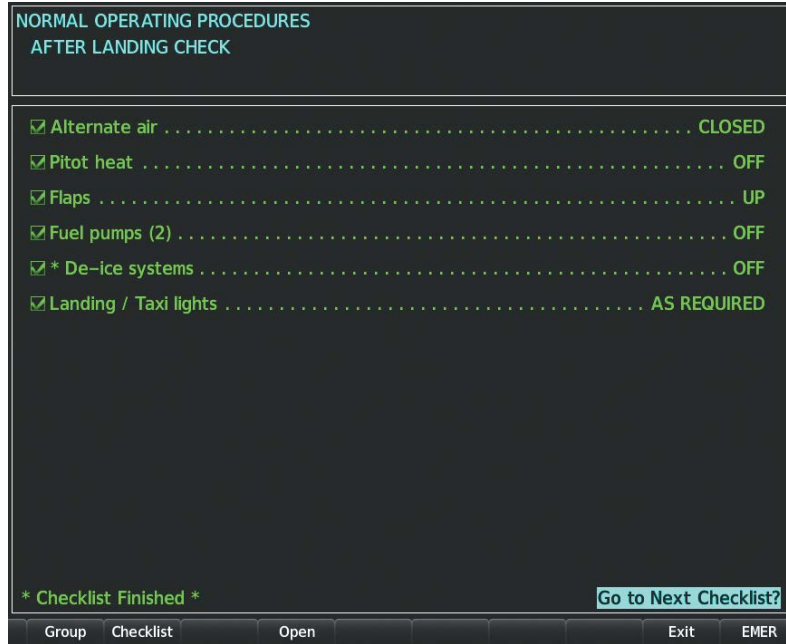 NORMAL OPERATING PROCEDURES
AFTER LANDING CHECK
☑ Alternate air . . . . . . . . . . . . . . . . . . . . . . . . . . . . . . . . . . . . . . . . . . . . . . . . . CLOSED
☑ Pitot heat . . . . . . . . . . . . . . . . . . . . . . . . . . . . . . . . . . . . . . . . . . . . . . . . . . . . . . OFF
☑ Flaps . . . . . . . . . . . . . . . . . . . . . . . . . . . . . . . . . . . . . . . . . . . . . . . . . . . . . . . . . . . UP
☑ Fuel pumps (2) . . . . . . . . . . . . . . . . . . . . . . . . . . . . . . . . . . . . . . . . . . . . . . . . . . . OFF
☑ * De-ice systems . . . . . . . . . . . . . . . . . . . . . . . . . . . . . . . . . . . . . . . . . . . . . . . . . OFF
☑ Landing / Taxi lights . . . . . . . . . . . . . . . . . . . . . . . . . . . . . . . . . . . . . . . AS REQUIRED
* Checklist Finished * Go to Next Checklist?
Group Checklist Open Exit EMER